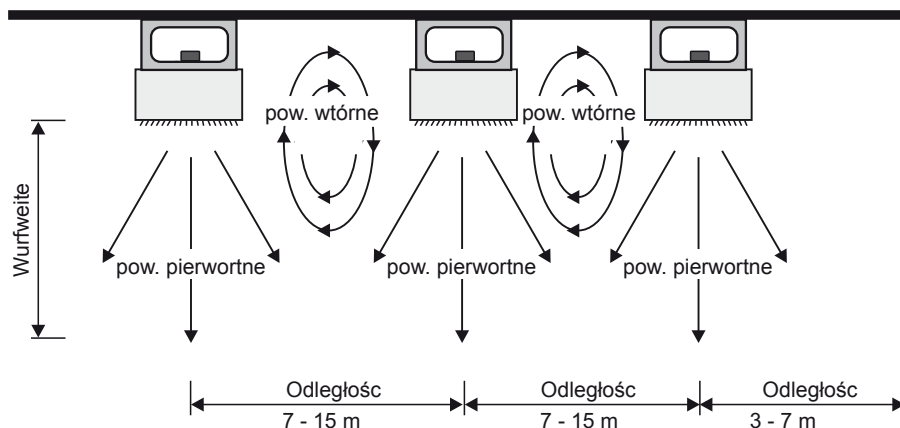 pow. wtórne
pow. wtórne
Wurfweite
pow. pierwortne
pow. pierwortne
pow. pierwortne
Odległośc
Odległośc
Odległośc
7 - 15 m
7 - 15 m
3 - 7 m